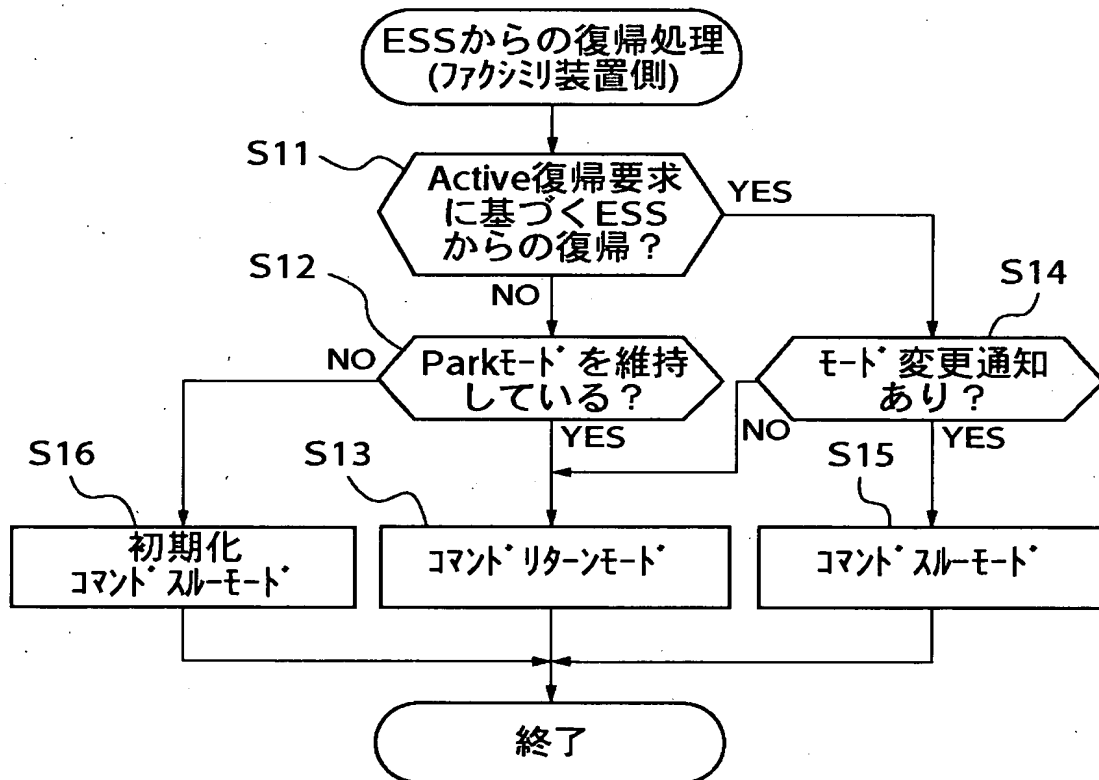 ESSからの復帰処理
(ファクシミリ装置側)
S11
Active復帰要求
に基づくESS
からの復帰？
YES
NO
S12
Parkモードを維持
している？
NO
YES
S14
モード変更通知
あり？
NO
YES
S16
初期化
コマンドスルーモード
S13
コマンドリターンモード
S15
コマンドスルーモード
終了